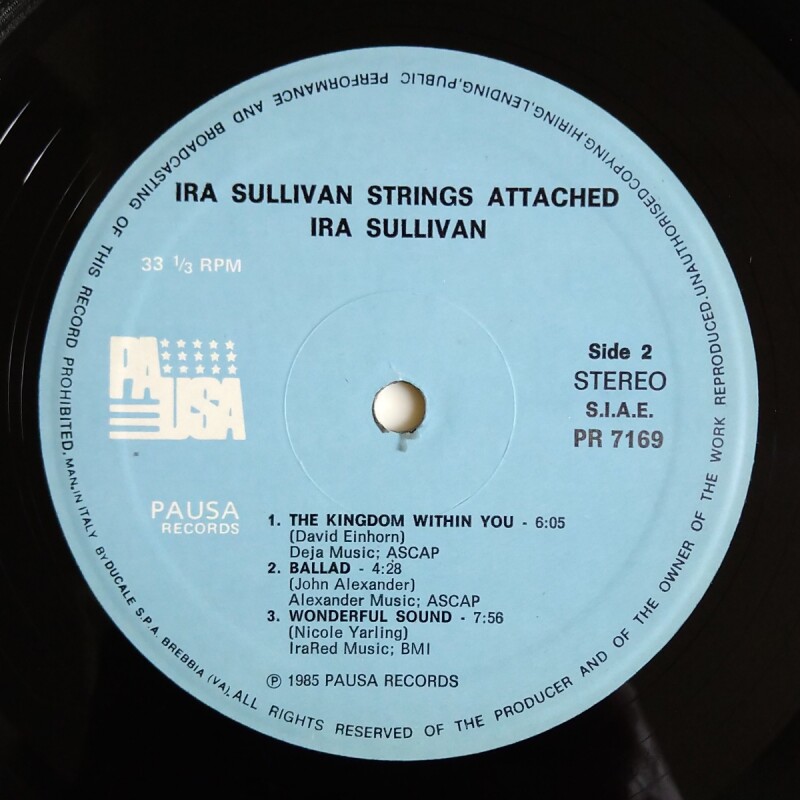 IRA SULLIVAN STRINGS ATTACHED
IRA SULLIVAN
33 ⅓ RPM
PAUSA
PAUSA
RECORDS
Side 2
STEREO
S.I.A.E.
PR 7169
1. THE KINGDOM WITHIN YOU - 6:05
(David Einhorn)
Deja Music; ASCAP
2. BALLAD - 4:28
(John Alexander)
Alexander Music; ASCAP
3. WONDERFUL SOUND - 7:56
(Nicole Yarling)
IraRed Music; BMI
℗ 1985 PAUSA RECORDS
MAN. IN ITALY BY DUCALE S.P.A. BREBBIA (VA). ALL RIGHTS RESERVED OF THE PRODUCER AND OF THE OWNER OF THE WORK REPRODUCED. UNAUTHORISED COPYING, HIRING, LENDING, PUBLIC PERFORMANCE AND BROADCASTING OF THIS RECORD PROHIBITED.